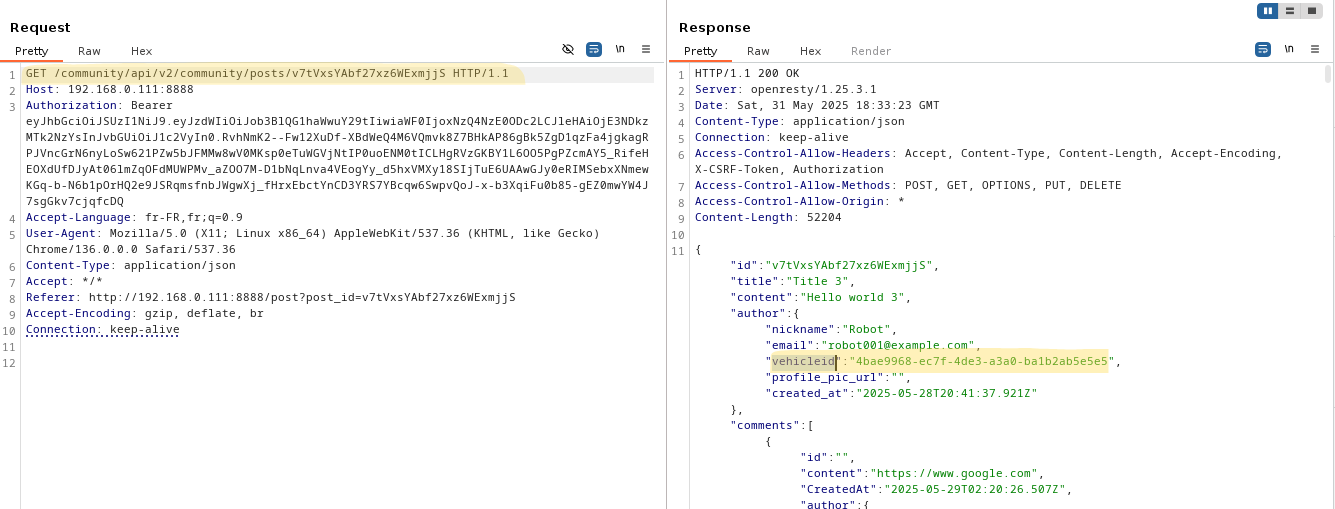 Request
Pretty Raw Hex
\n
1 GET /community/api/v2/community/posts/v7tVxsYAbf27xz6WExmjjS HTTP/1.1
2 Host: 192.168.0.111:8888
3 Authorization: Bearer
eyJhbGciOiJSUzI1NiJ9.eyJzdWIiOiJob3BlQG1haWwuY29tIiwiaWF0IjoxNzQ4NzE0ODc2LCJleHAiOjE3NDkz
MTk2NzYsInJvbGUiOiJ1c2VyIn0.RvhNmK2--Fw12XuDf-XBdWeQ4M6VQmvk8Z7BHkAP86gBk5ZgD1qzFa4jgkagR
PJVncGrN6nyLoSw621PZw5bJFMMw8wV0MKsp0eTuWGVjNtIP0uoENM0tICLHgRVzGKBY1L6OO5PgPZcmAY5_RifeH
EOXdUfDJyAt061mZqOFdMUWPMv_aZOO7M-D1bNqLnva4VEogYy_d5hxVMXy18SIjTuE6UAAwGJy0eRIMSebxXNmew
KGq-b-N6b1pOrHQ2e9JSRqmsfnbJWgwXj_fHrxEbctYnCD3YRS7YBcqw6SwpvQoJ-x-b3XqiFu0b85-gEZ0mwYW4J
7sgGkv7cjqfcDQ
4 Accept-Language: fr-FR,fr;q=0.9
5 User-Agent: Mozilla/5.0 (X11; Linux x86_64) AppleWebKit/537.36 (KHTML, like Gecko)
Chrome/136.0.0.0 Safari/537.36
6 Content-Type: application/json
7 Accept: */*
8 Referer: http://192.168.0.111:8888/post?post_id=v7tVxsYAbf27xz6WExmjjS
9 Accept-Encoding: gzip, deflate, br
10 Connection: keep-alive
11
12
Response
Pretty Raw Hex Render
\n
1 HTTP/1.1 200 OK
2 Server: openresty/1.25.3.1
3 Date: Sat, 31 May 2025 18:33:23 GMT
4 Content-Type: application/json
5 Connection: keep-alive
6 Access-Control-Allow-Headers: Accept, Content-Type, Content-Length, Accept-Encoding,
X-CSRF-Token, Authorization
7 Access-Control-Allow-Methods: POST, GET, OPTIONS, PUT, DELETE
8 Access-Control-Allow-Origin: *
9 Content-Length: 52204
10
11 {
"id":"v7tVxsYAbf27xz6WExmjjS",
"title":"Title 3",
"content":"Hello world 3",
"author":{
"nickname":"Robot",
"email":"robot001@example.com",
"vehicleid":"4bae9968-ec7f-4de3-a3a0-ba1b2ab5e5e5",
"profile_pic_url":"",
"created_at":"2025-05-28T20:41:37.921Z"
},
"comments":[
{
"id":"",
"content":"https://www.google.com",
"CreatedAt":"2025-05-29T02:20:26.507Z",
"author":{